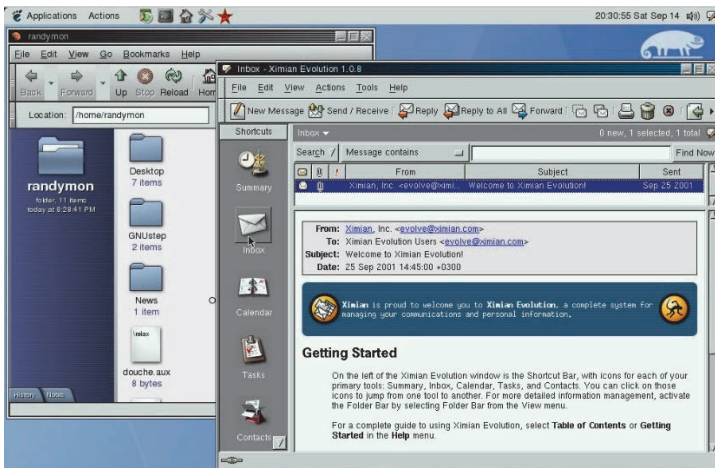 Applications Actions
20:30:55 Sat Sep 14
randymon
File Edit View Go Bookmarks Help
Back Forward Up Stop Reload Hom
Location: /home/randymon
randymon
folder, 11 items
today at 8:28:41 PM
Desktop
7 items
GNUstep
2 items
News
1 item
\relax
douche.aux
8 bytes
History Notes
Inbox - Ximian Evolution 1.0.8
File Edit View Actions Tools Help
New Message Send / Receive Reply Reply to All Forward
Shortcuts
Summary
Inbox
Calendar
Tasks
Contacts
Inbox
0 new, 1 selected, 1 total
Search Message contains Find Now
From Subject Sent
Ximian, Inc. <evolve@ximi... Welcome to Ximian Evolution! Sep 25 2001
From: Ximian, Inc. <evolve@ximian.com>
To: Ximian Evolution Users <evolve@ximian.com>
Subject: Welcome to Ximian Evolution!
Date: 25 Sep 2001 14:45:00 +0300
Ximian is proud to welcome you to Ximian Evolution, a complete system for
managing your communications and personal information.
Getting Started
On the left of the Ximian Evolution window is the Shortcut Bar, with icons for each of your
primary tools: Summary, Inbox, Calendar, Tasks, and Contacts. You can click on those
icons to jump from one tool to another. For more detailed information management, activate
the Folder Bar by selecting Folder Bar from the View menu.
For a complete guide to using Ximian Evolution, select Table of Contents or Getting
Started in the Help menu.